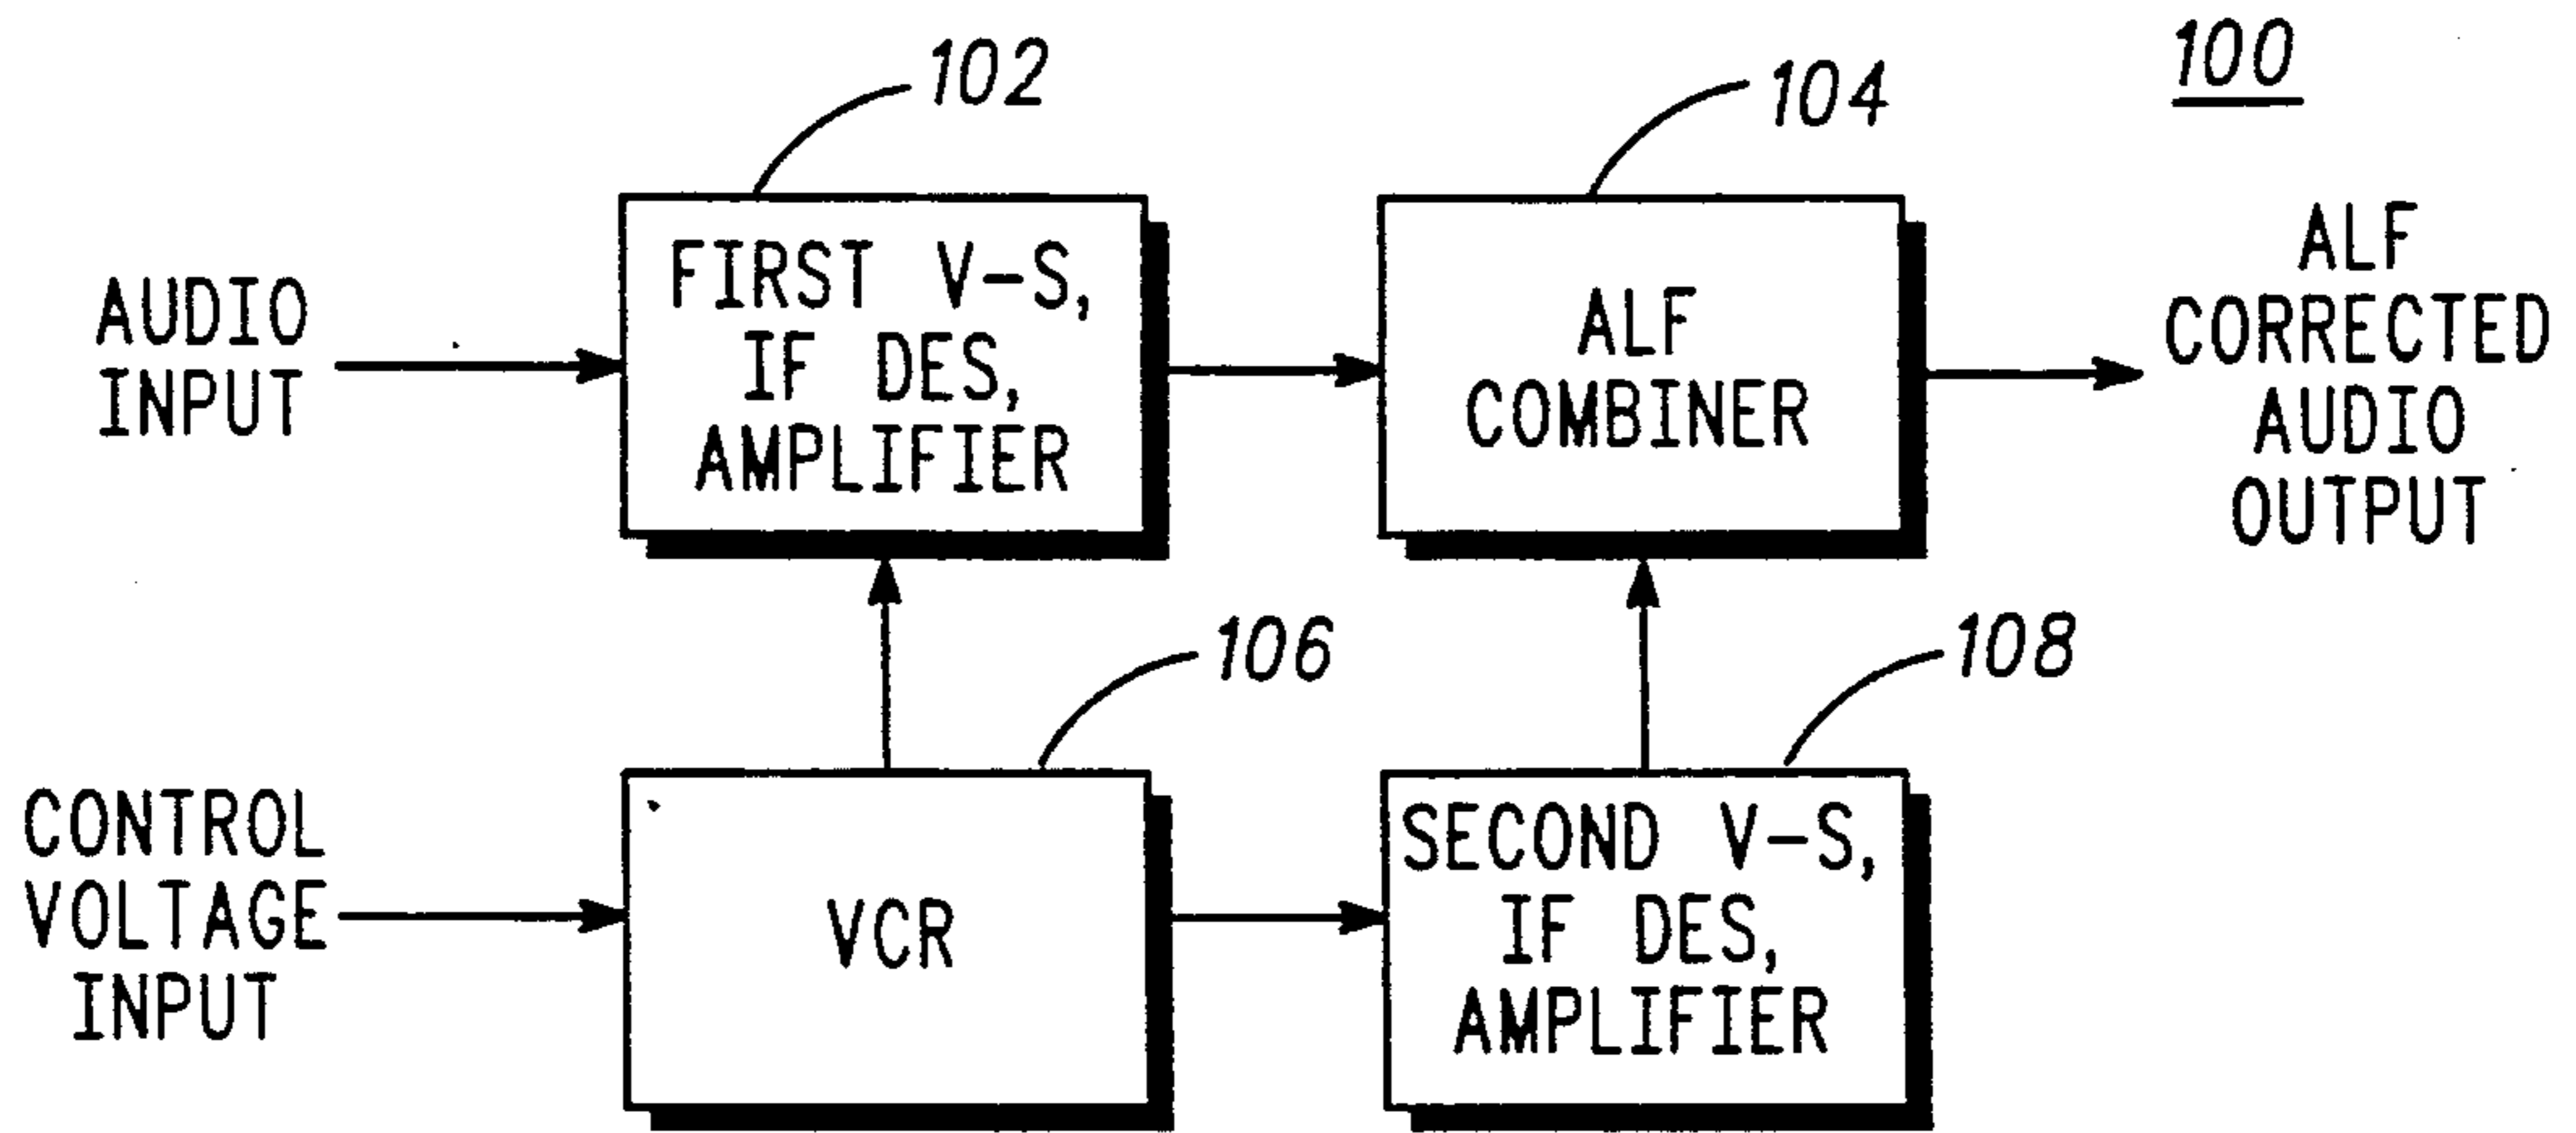 102
104
100
AUDIO
INPUT
FIRST V-S,
IF DES,
AMPLIFIER
ALF
COMBINER
ALF
CORRECTED
AUDIO
OUTPUT
106
108
CONTROL
VOLTAGE
INPUT
VCR
SECOND V-S,
IF DES,
AMPLIFIER